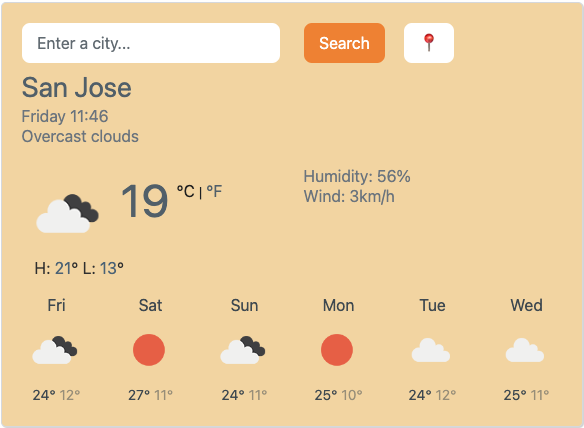 Enter a city...
Search
San Jose
Friday 11:46
Overcast clouds
19 °C | °F
Humidity: 56%
Wind: 3km/h
H: 21° L: 13°
Fri Sat Sun Mon Tue Wed
24° 12° 27° 11° 24° 11° 25° 10° 24° 12° 25° 11°